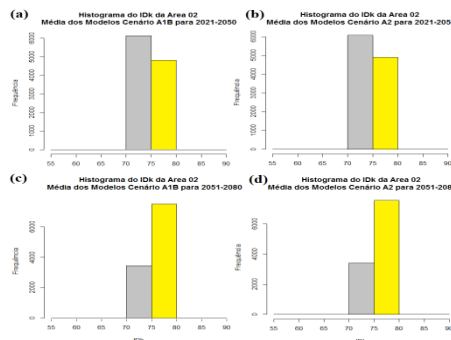 (a)
Histograma do IDk da Area 02
Média dos Modelos Cenário A1B para 2021-2050
Frequência
0 1000 2000 3000 4000 5000 6000
55 60 65 70 75 80 85 90
(b)
Histograma do IDk da Area 02
Média dos Modelos Cenário A2 para 2021-205
Frequência
0 1000 2000 3000 4000 5000 6000
55 60 65 70 75 80 85 90
(c)
Histograma do IDk da Area 02
Média dos Modelos Cenário A1B para 2051-2080
Frequência
0 2000 4000 6000
55 60 65 70 75 80 85 90
(d)
Histograma do IDk da Area 02
Média dos Modelos Cenário A2 para 2051-208
Frequência
0 2000 4000 6000
55 60 65 70 75 80 85 90